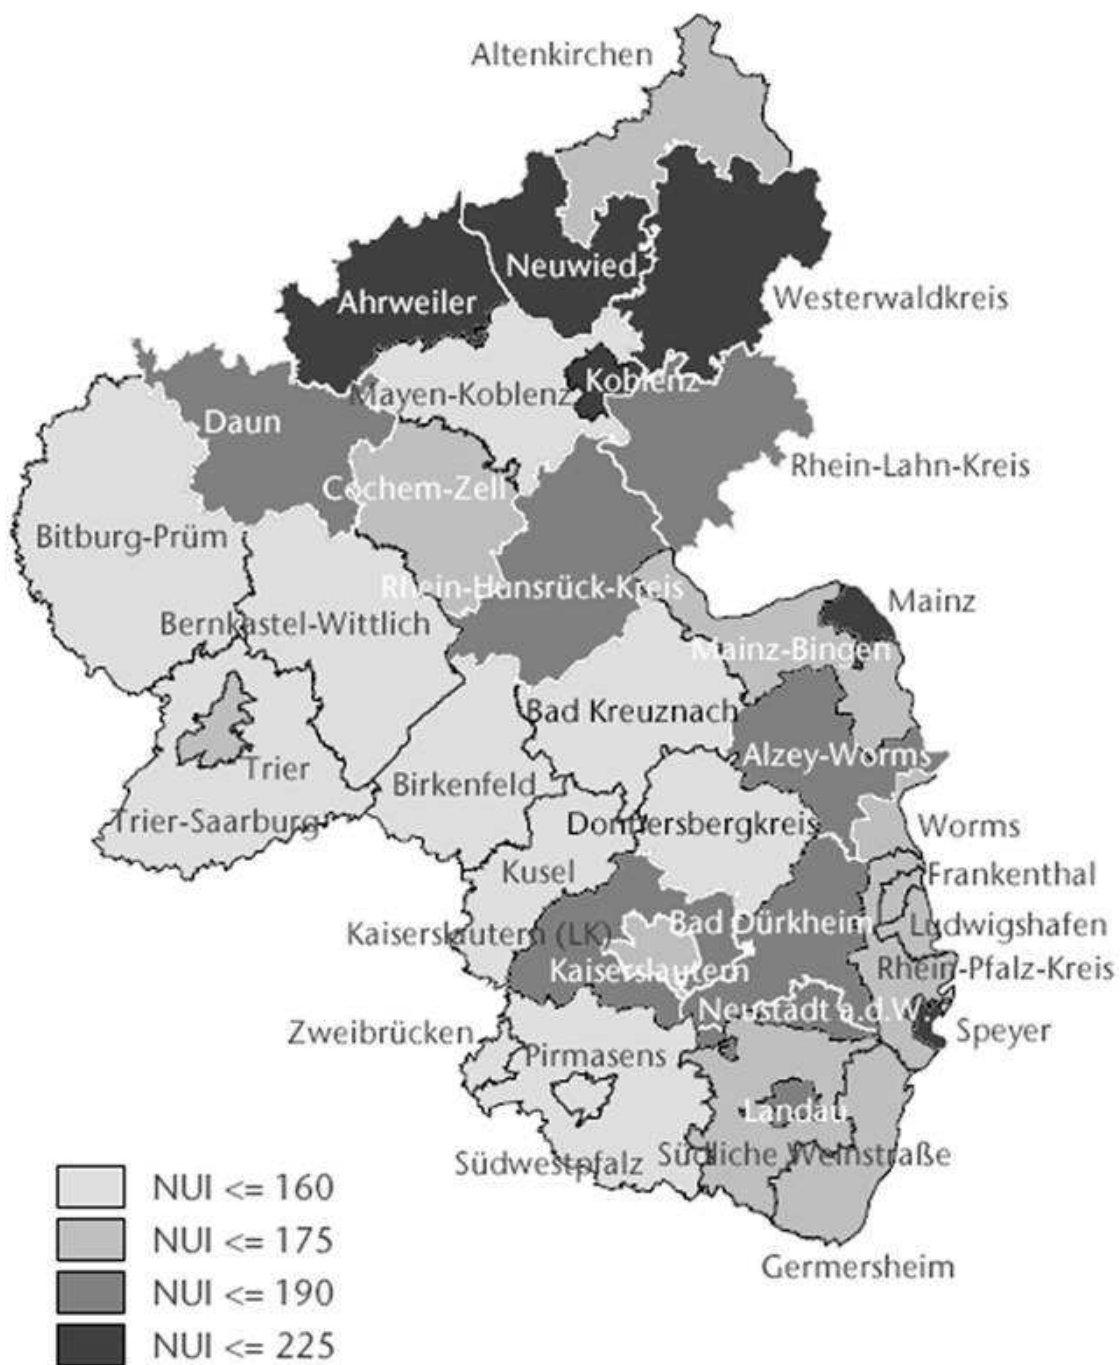 Altenkirchen
Neuwied
Ahrweiler
Westerwaldkreis
Koblenz
Mayen-Koblenz
Daun
Rhein-Lahn-Kreis
Cochem-Zell
Bitburg-Prüm
Rhein-Hunsrück-Kreis
Mainz
Bernkastel-Wittlich
Mainz-Bingen
Bad Kreuznach
Alzey-Worms
Trier
Birkenfeld
Trier-Saarburg
Donnersbergkreis
Worms
Kusel
Frankenthal
Bad Dürkheim
Ludwigshafen
Kaiserslautern (LK)
Kaiserslautern
Rhein-Pfalz-Kreis
Neustadt a.d.W.
Speyer
Zweibrücken
Pirmasens
Landau
Südliche Weinstraße
Südwestpfalz
Germersheim
NUI <= 160
NUI <= 175
NUI <= 190
NUI <= 225